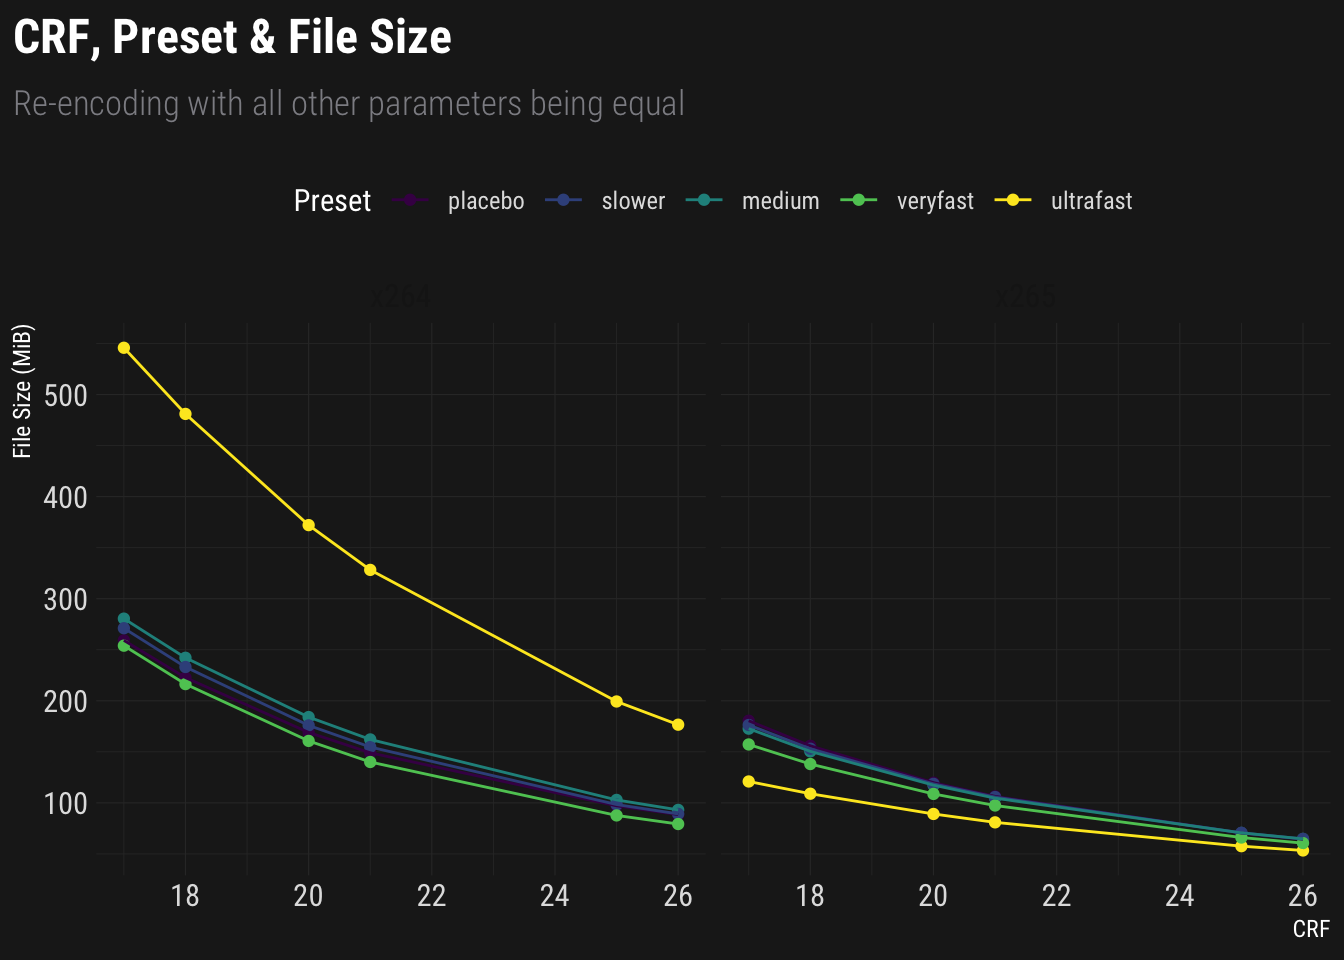 CRF, Preset & File Size
Re-encoding with all other parameters being equal
Preset placebo slower medium veryfast ultrafast
x264 x265
File Size (MiB)
500
400
300
200
100
18 20 22 24 26 18 20 22 24 26
CRF